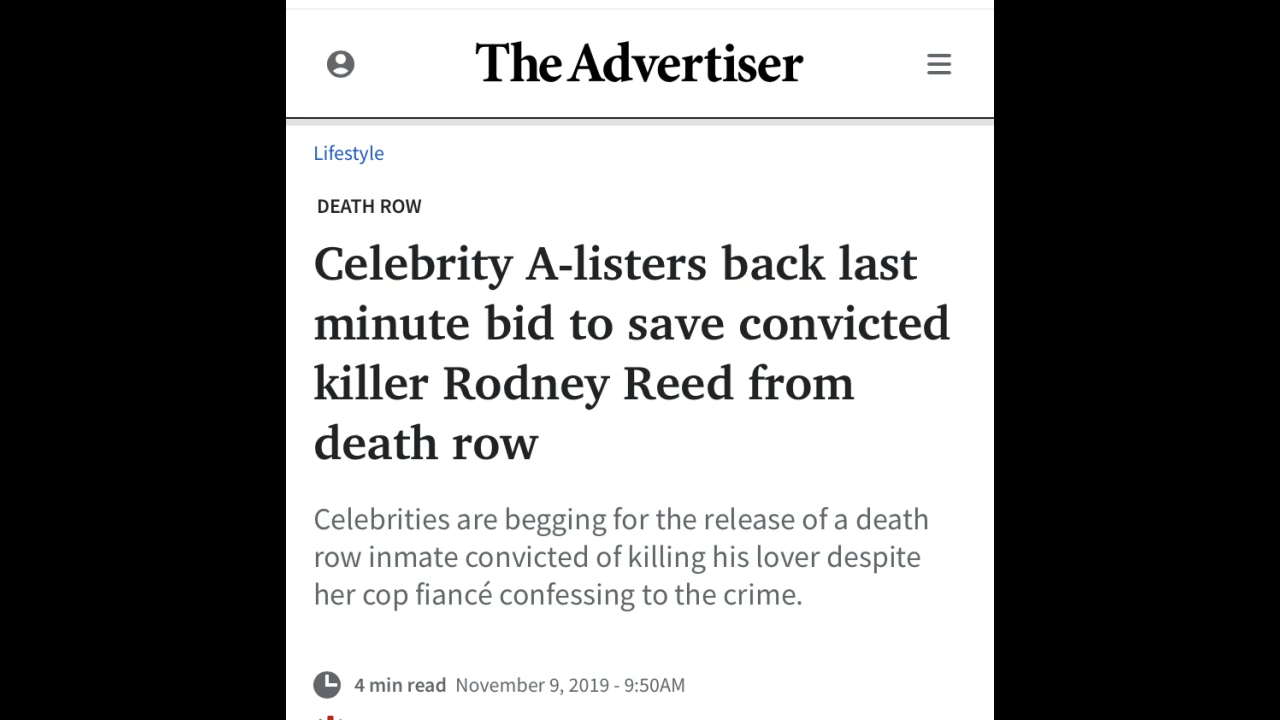 The Advertiser
Lifestyle
DEATH ROW
Celebrity A-listers back last
minute bid to save convicted
killer Rodney Reed from
death row
Celebrities are begging for the release of a death
row inmate convicted of killing his lover despite
her cop fiancé confessing to the crime.
4 min read November 9, 2019 - 9:50AM